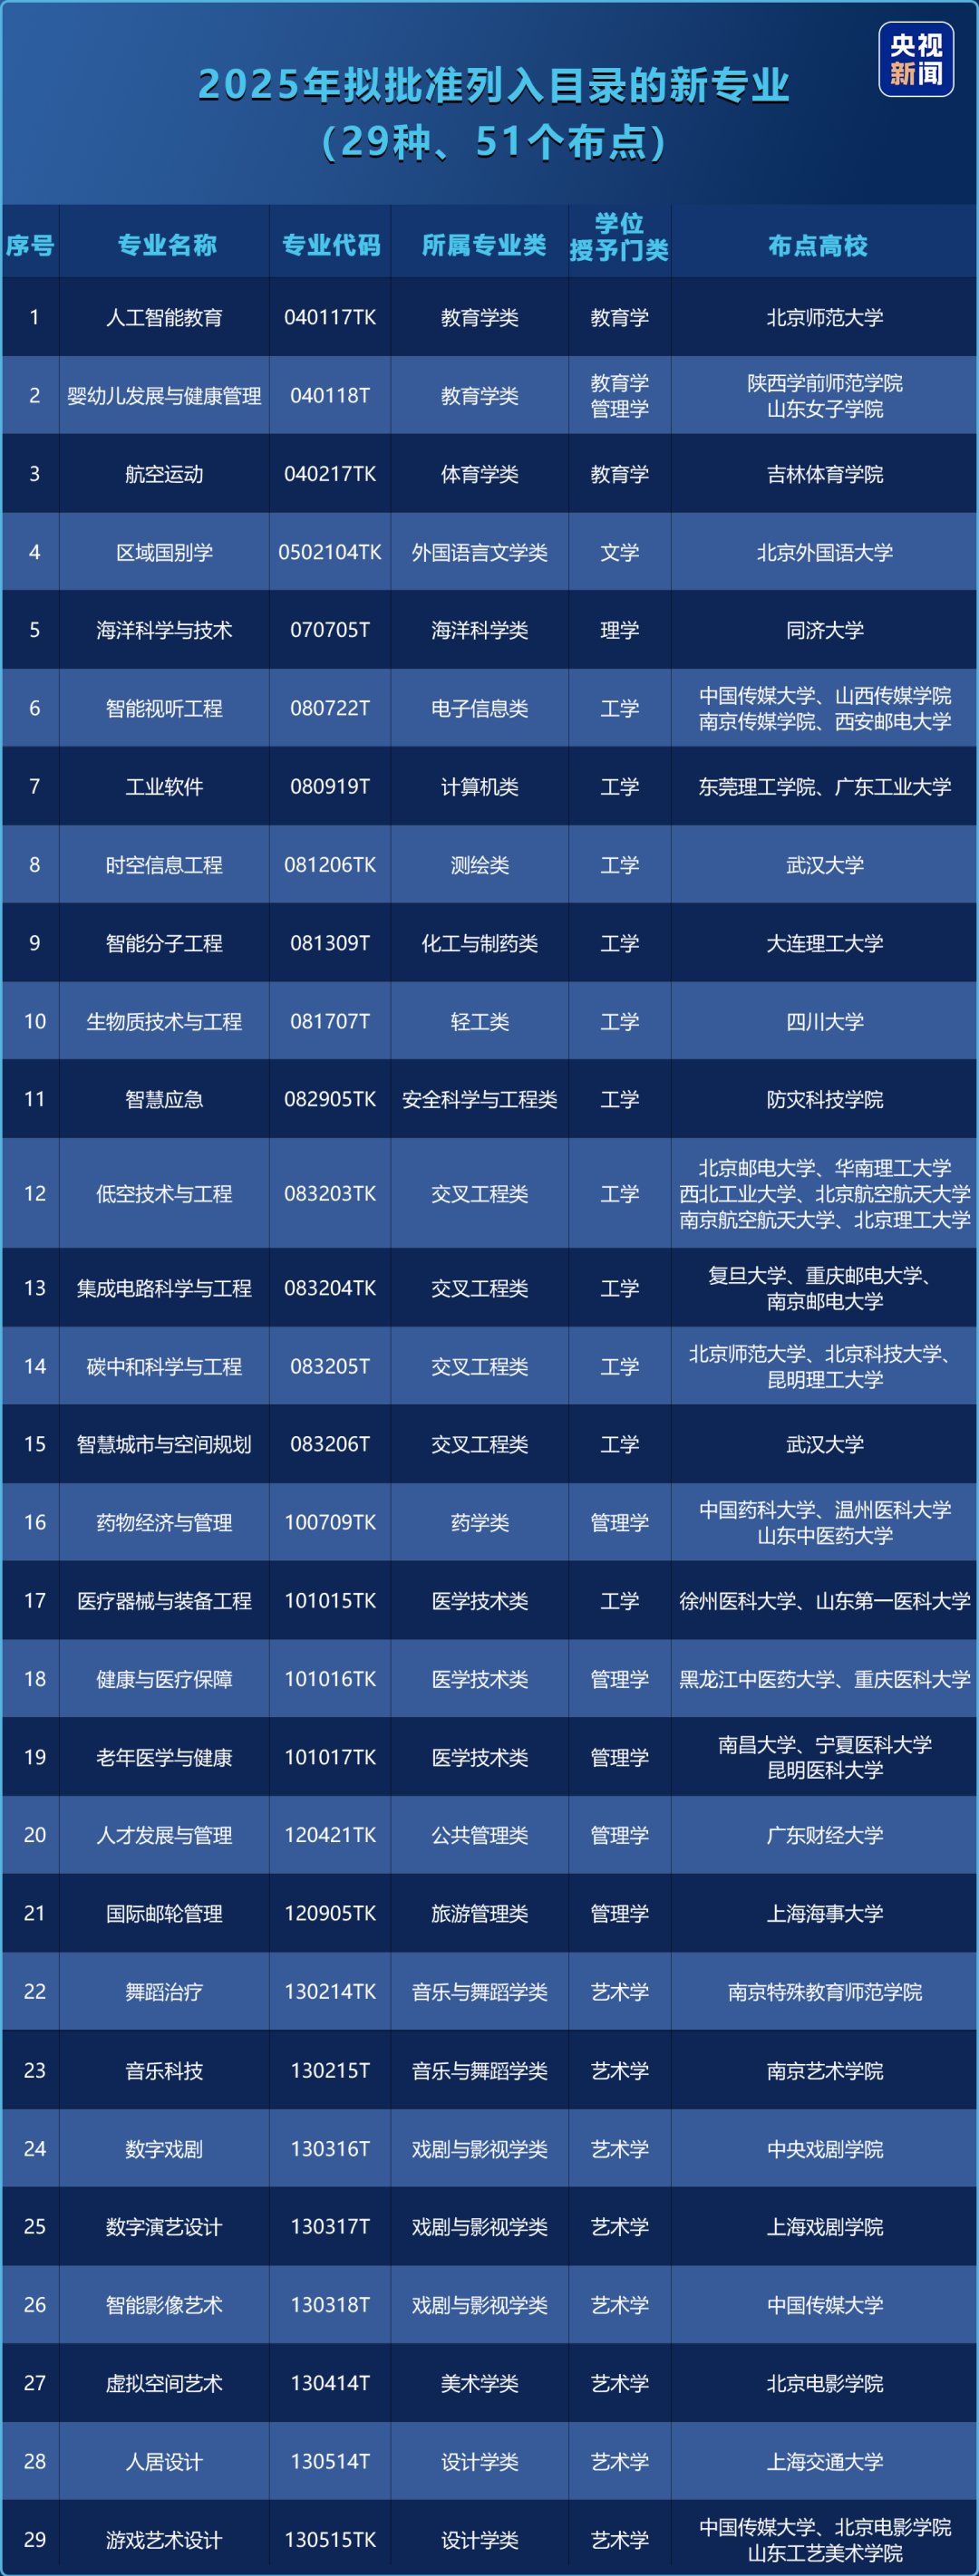 央视
新闻
2025年拟批准列入目录的新专业
(29种、51个布点)
序号 专业名称 专业代码 所属专业类 学位授予门类 布点高校
1 人工智能教育 040117TK 教育学类 教育学 北京师范大学
2 婴幼儿发展与健康管理 040118T 教育学类 教育学 管理学 陕西学前师范学院 山东女子学院
3 航空运动 040217TK 体育学类 教育学 吉林体育学院
4 区域国别学 0502104TK 外国语言文学类 文学 北京外国语大学
5 海洋科学与技术 070705T 海洋科学类 理学 同济大学
6 智能视听工程 080722T 电子信息类 工学 中国传媒大学、山西传媒学院 南京传媒学院、西安邮电大学
7 工业软件 080919T 计算机类 工学 东莞理工学院、广东工业大学
8 时空信息工程 081206TK 测绘类 工学 武汉大学
9 智能分子工程 081309T 化工与制药类 工学 大连理工大学
10 生物质技术与工程 081707T 轻工类 工学 四川大学
11 智慧应急 082905TK 安全科学与工程类 工学 防灾科技学院
12 低空技术与工程 083203TK 交叉工程类 工学 北京邮电大学、华南理工大学 西北工业大学、北京航空航天大学 南京航空航天大学、北京理工大学
13 集成电路科学与工程 083204TK 交叉工程类 工学 复旦大学、重庆邮电大学、 南京邮电大学
14 碳中和科学与工程 083205T 交叉工程类 工学 北京师范大学、北京科技大学、 昆明理工大学
15 智慧城市与空间规划 083206T 交叉工程类 工学 武汉大学
16 药物经济与管理 100709TK 药学类 管理学 中国药科大学、温州医科大学 山东中医药大学
17 医疗器械与装备工程 101015TK 医学技术类 工学 徐州医科大学、山东第一医科大学
18 健康与医疗保障 101016TK 医学技术类 管理学 黑龙江中医药大学、重庆医科大学
19 老年医学与健康 101017TK 医学技术类 管理学 南昌大学、宁夏医科大学 昆明医科大学
20 人才发展与管理 120421TK 公共管理类 管理学 广东财经大学
21 国际邮轮管理 120905TK 旅游管理类 管理学 上海海事大学
22 舞蹈治疗 130214TK 音乐与舞蹈学类 艺术学 南京特殊教育师范学院
23 音乐科技 130215T 音乐与舞蹈学类 艺术学 南京艺术学院
24 数字戏剧 130316T 戏剧与影视学类 艺术学 中央戏剧学院
25 数字演艺设计 130317T 戏剧与影视学类 艺术学 上海戏剧学院
26 智能影像艺术 130318T 戏剧与影视学类 艺术学 中国传媒大学
27 虚拟空间艺术 130414T 美术学类 艺术学 北京电影学院
28 人居设计 130514T 设计学类 艺术学 上海交通大学
29 游戏艺术设计 130515TK 设计学类 艺术学 中国传媒大学、北京电影学院 山东工艺美术学院